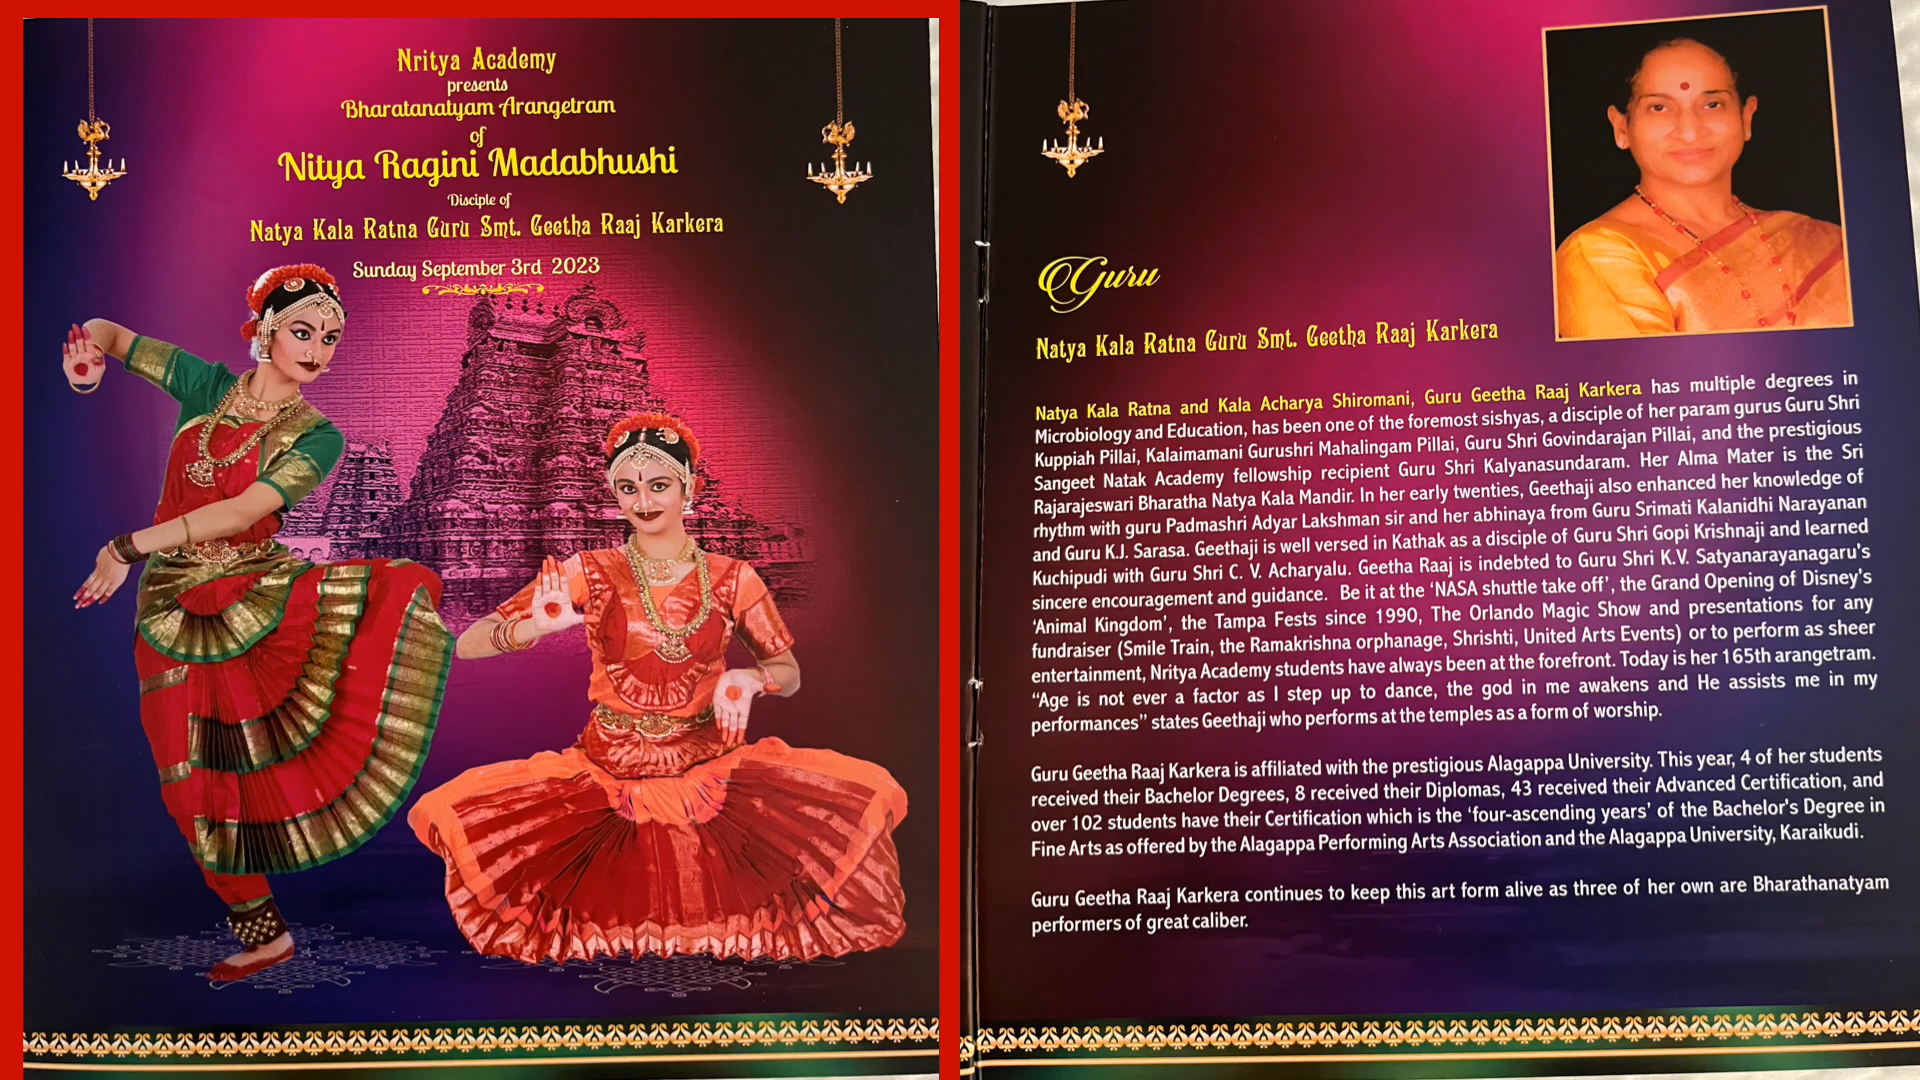 Nritya Academy
presents
Bharatanatyam Arangetram
of
Nitya Ragini Madabhushi
Disciple of
Natya Kala Ratna Guru Smt. Geetha Raaj Karkera
Sunday September 3rd 2023
Guru
Natya Kala Ratna Guru Smt. Geetha Raaj Karkera
Natya Kala Ratna and Kala Acharya Shiromani, Guru Geetha Raaj Karkera has multiple degrees in
Microbiology and Education, has been one of the foremost sishyas, a disciple of her param gurus Guru Shri
Kuppiah Pillai, Kalaimamani Gurushri Mahalingam Pillai, Guru Shri Govindarajan Pillai, and the prestigious
Sangeet Natak Academy fellowship recipient Guru Shri Kalyanasundaram. Her Alma Mater is the Sri
Rajarajeswari Bharatha Natya Kala Mandir. In her early twenties, Geethaji also enhanced her knowledge of
rhythm with guru Padmashri Adyar Lakshman sir and her abhinaya from Guru Srimati Kalanidhi Narayanan
and Guru K.J. Sarasa. Geethaji is well versed in Kathak as a disciple of Guru Shri Gopi Krishnaji and learned
Kuchipudi with Guru Shri C. V. Acharyalu. Geetha Raaj is indebted to Guru Shri K.V. Satyanarayanagaru's
sincere encouragement and guidance. Be it at the ‘NASA shuttle take off’, the Grand Opening of Disney's
‘Animal Kingdom’, the Tampa Fests since 1990, The Orlando Magic Show and presentations for any
fundraiser (Smile Train, the Ramakrishna orphanage, Shrishti, United Arts Events) or to perform as sheer
entertainment, Nritya Academy students have always been at the forefront. Today is her 165th arangetram.
“Age is not ever a factor as I step up to dance, the god in me awakens and He assists me in my
performances” states Geethaji who performs at the temples as a form of worship.
Guru Geetha Raaj Karkera is affiliated with the prestigious Alagappa University. This year, 4 of her students
received their Bachelor Degrees, 8 received their Diplomas, 43 received their Advanced Certification, and
over 102 students have their Certification which is the ‘four-ascending years’ of the Bachelor's Degree in
Fine Arts as offered by the Alagappa Performing Arts Association and the Alagappa University, Karaikudi.
Guru Geetha Raaj Karkera continues to keep this art form alive as three of her own are Bharathanatyam
performers of great caliber.